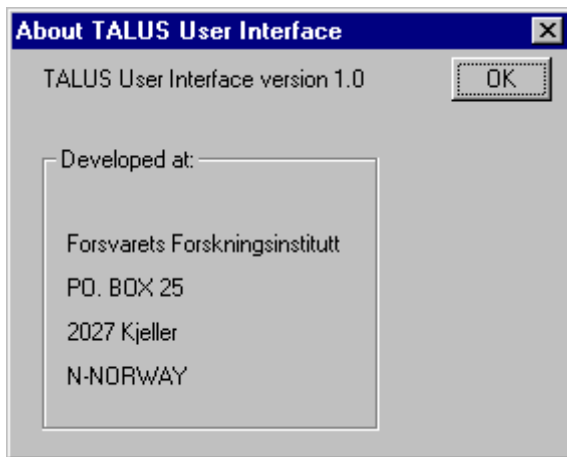 About TALUS User Interface
TALUS User Interface version 1.0
OK
Developed at:
Forsvarets Forskningsinstitutt
PO. BOX 25
2027 Kjeller
N-NORWAY